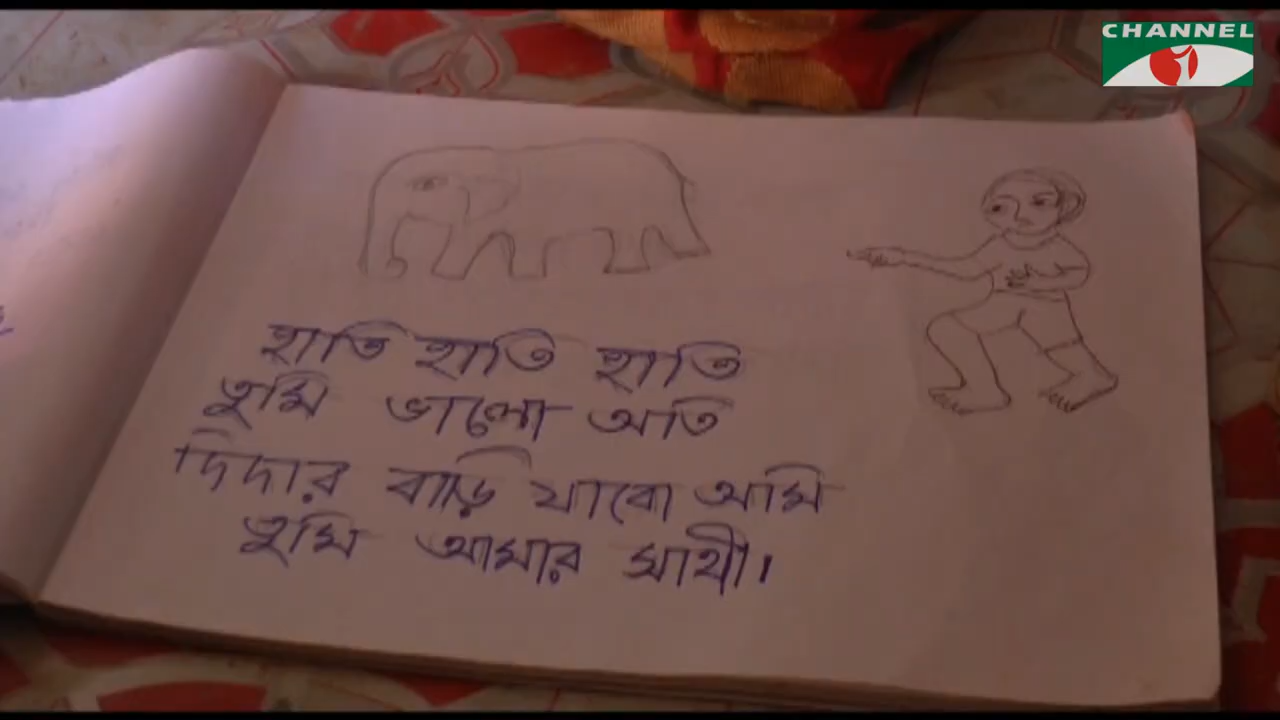 CHANNEL
হাতি হাতি হাতি
তুমি ভালো অতি
দিদার বাড়ি যাবো আমি
তুমি আমার সাথী।